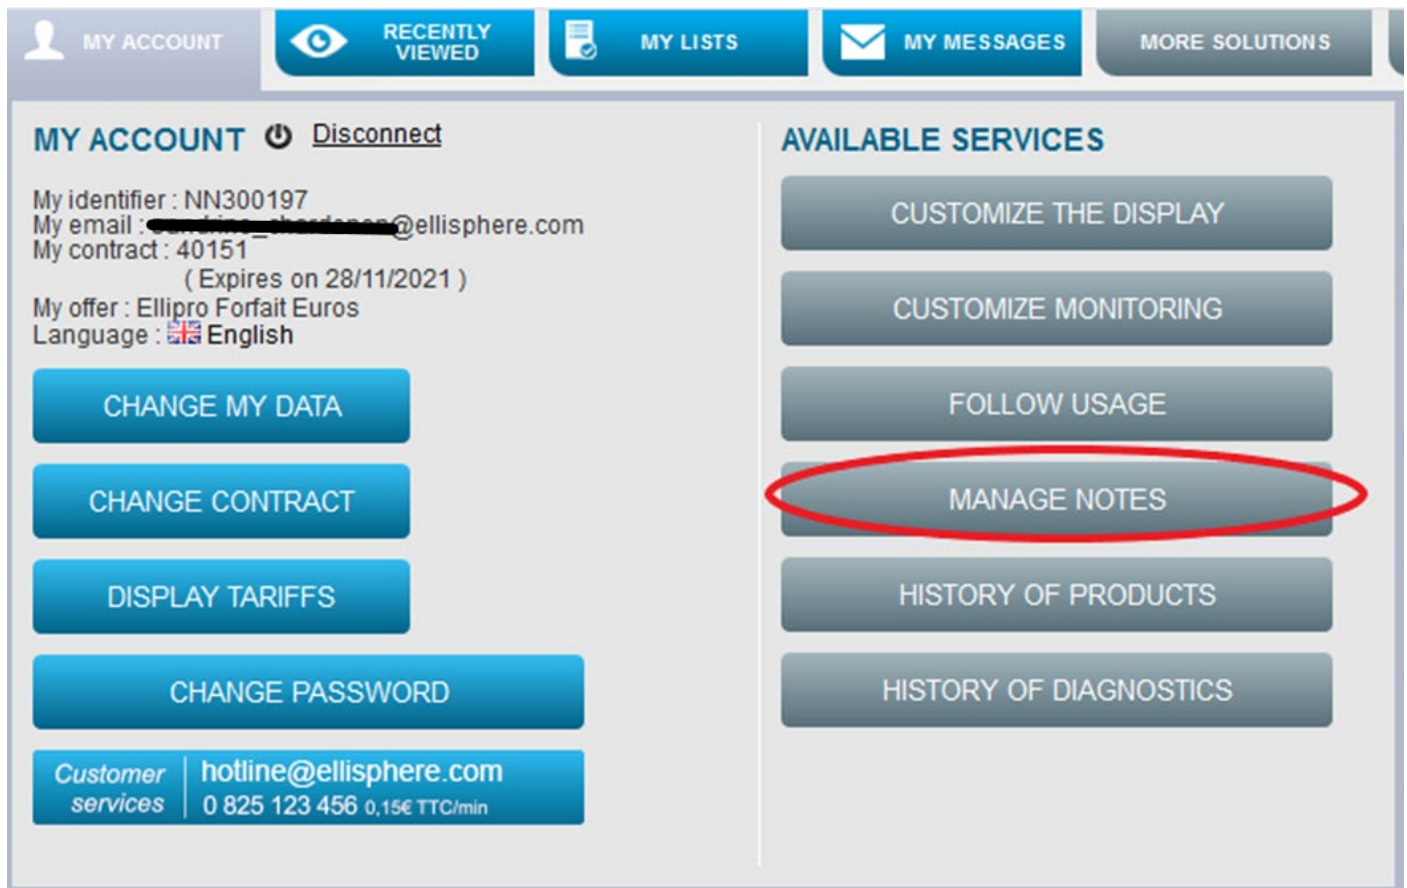 MY ACCOUNT
RECENTLY
VIEWED
MY LISTS
MY MESSAGES
MORE SOLUTIONS
MY ACCOUNT Disconnect
My identifier : NN300197
My email : @ellisphere.com
My contract : 40151
( Expires on 28/11/2021 )
My offer : Ellipro Forfait Euros
Language : English
CHANGE MY DATA
CHANGE CONTRACT
DISPLAY TARIFFS
CHANGE PASSWORD
Customer
services
hotline@ellisphere.com
0 825 123 456 0,15€ TTC/min
AVAILABLE SERVICES
CUSTOMIZE THE DISPLAY
CUSTOMIZE MONITORING
FOLLOW USAGE
MANAGE NOTES
HISTORY OF PRODUCTS
HISTORY OF DIAGNOSTICS